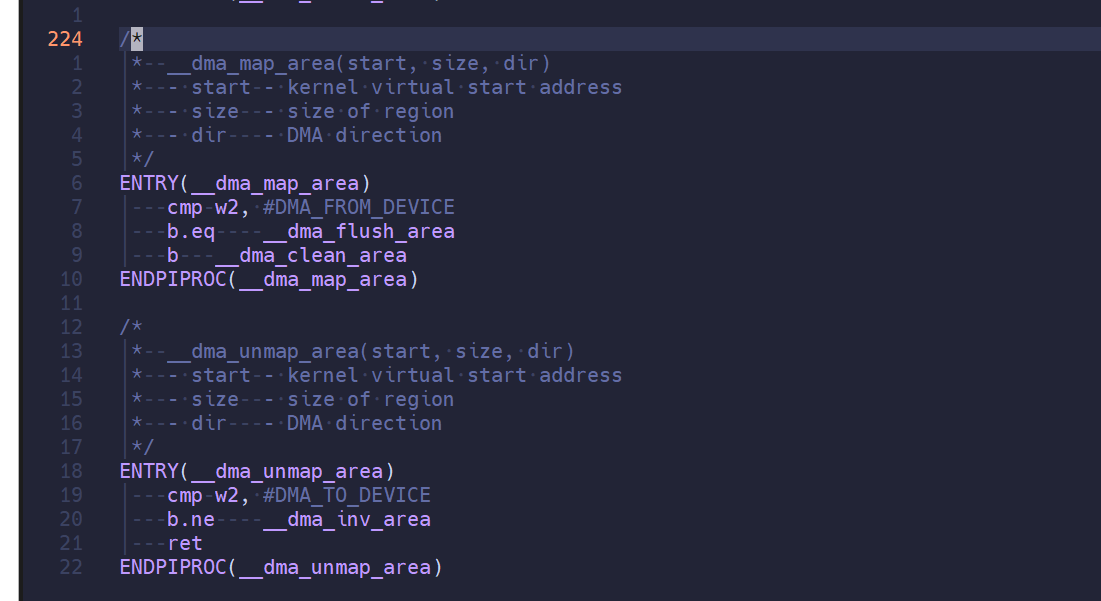 1
224 /*
1 * __dma_map_area(start, size, dir)
2 * - start - kernel virtual start address
3 * - size - size of region
4 * - dir - DMA direction
5 */
6 ENTRY(__dma_map_area)
7 cmp w2, #DMA_FROM_DEVICE
8 b.eq __dma_flush_area
9 b __dma_clean_area
10 ENDPIPROC(__dma_map_area)
11
12 /*
13 * __dma_unmap_area(start, size, dir)
14 * - start - kernel virtual start address
15 * - size - size of region
16 * - dir - DMA direction
17 */
18 ENTRY(__dma_unmap_area)
19 cmp w2, #DMA_TO_DEVICE
20 b.ne __dma_inv_area
21 ret
22 ENDPIPROC(__dma_unmap_area)